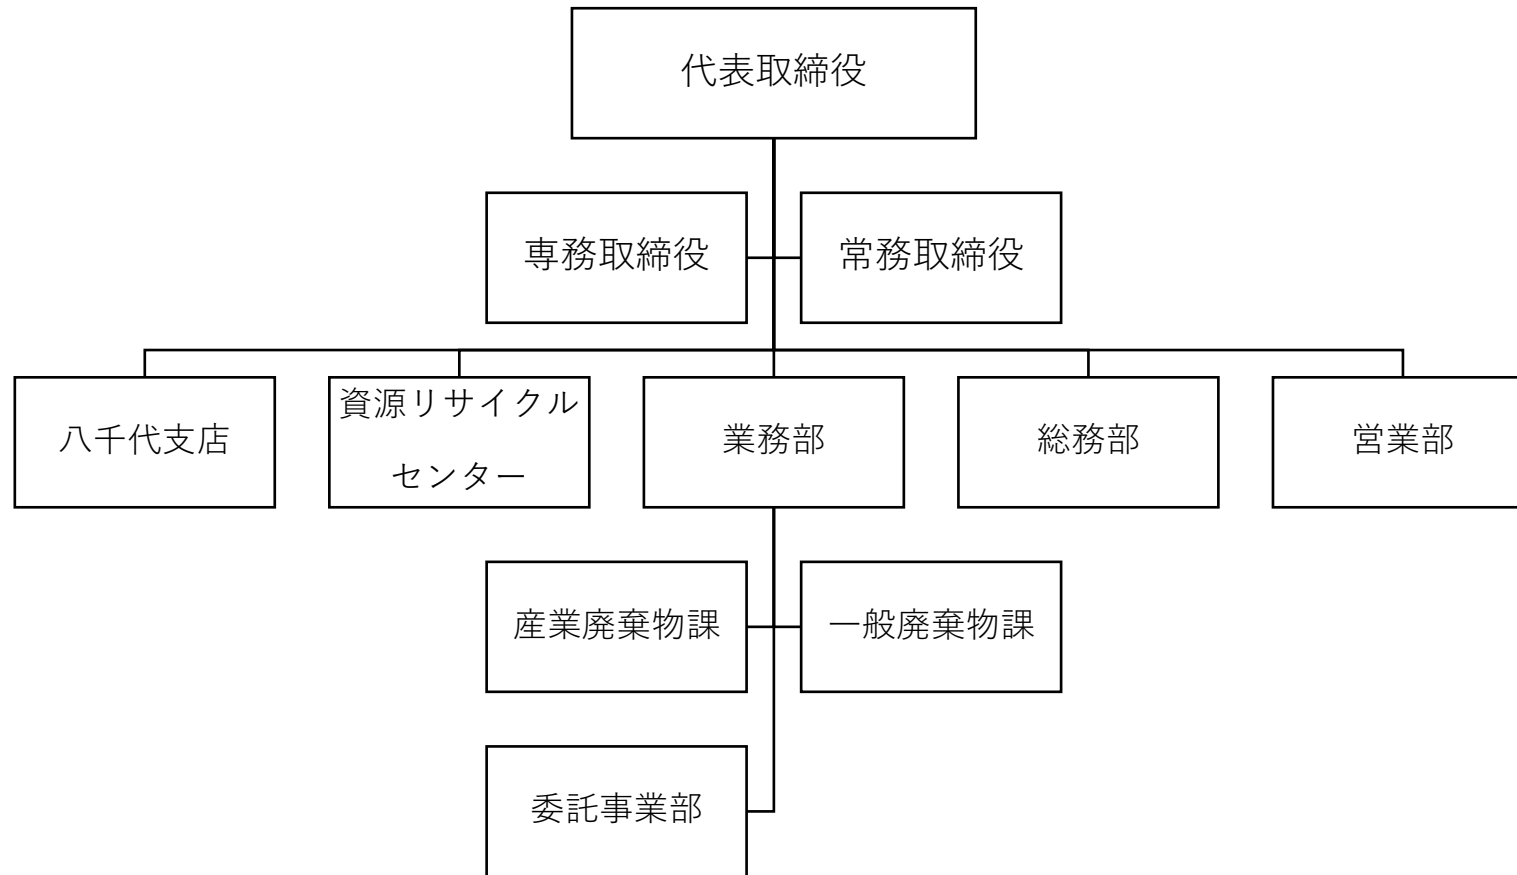 代表取締役
専務取締役
常務取締役
八千代支店
資源リサイクル
センター
業務部
総務部
営業部
産業廃棄物課
一般廃棄物課
委託事業部